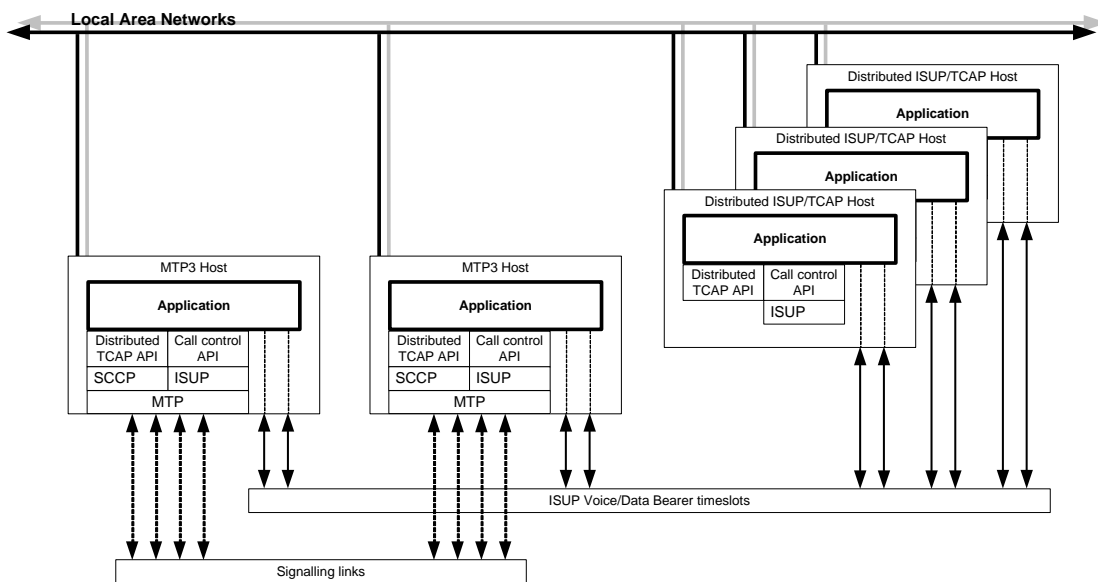 Local Area Networks
Distributed ISUP/TCAP Host
Application
Distributed ISUP/TCAP Host
Application
Distributed ISUP/TCAP Host
Application
Distributed
TCAP API
Call control
API
ISUP
MTP3 Host
Application
Distributed
TCAP API
Call control
API
SCCP
ISUP
MTP
MTP3 Host
Application
Distributed
TCAP API
Call control
API
SCCP
ISUP
MTP
ISUP Voice/Data Bearer timeslots
Signalling links